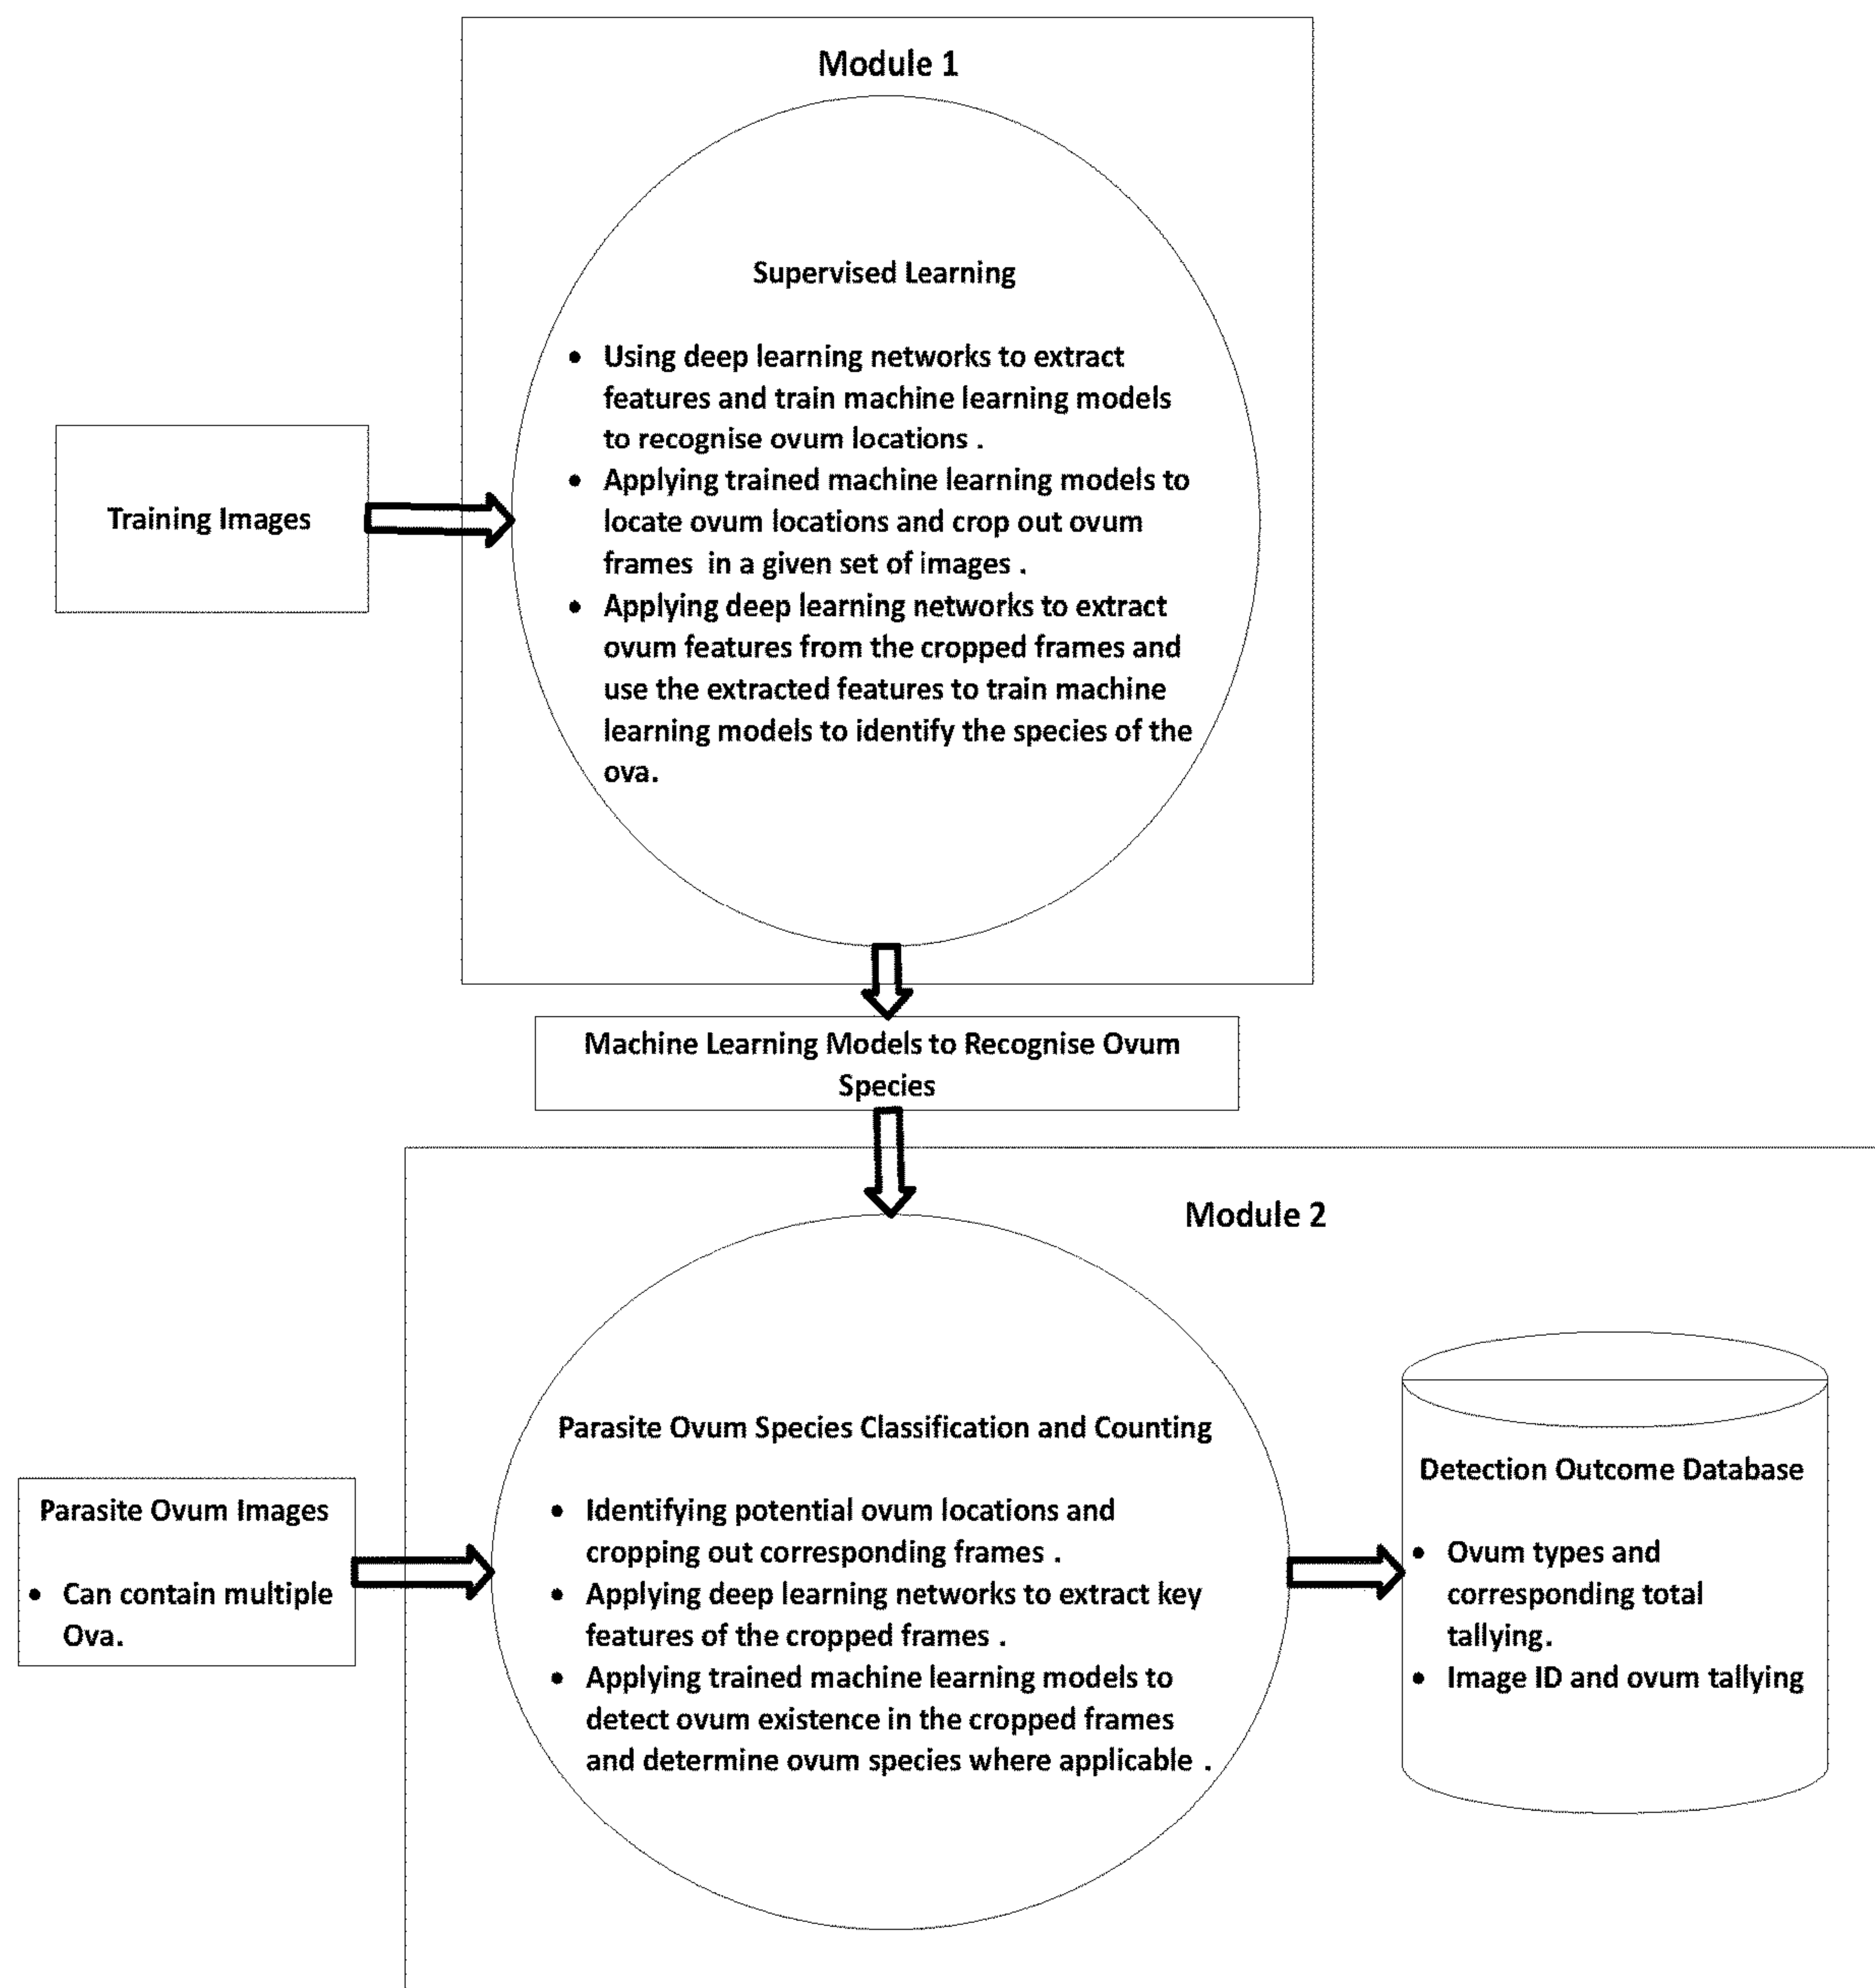 Module 1
Supervised Learning
• Using deep learning networks to extract
features and train machine learning models
to recognise ovum locations .
• Applying trained machine learning models to
locate ovum locations and crop out ovum
frames in a given set of images .
• Applying deep learning networks to extract
ovum features from the cropped frames and
use the extracted features to train machine
learning models to identify the species of the
ova.
Training Images
Machine Learning Models to Recognise Ovum
Species
Module 2
Parasite Ovum Images
• Can contain multiple
Ova.
Parasite Ovum Species Classification and Counting
• Identifying potential ovum locations and
cropping out corresponding frames .
• Applying deep learning networks to extract key
features of the cropped frames .
• Applying trained machine learning models to
detect ovum existence in the cropped frames
and determine ovum species where applicable .
Detection Outcome Database
• Ovum types and
corresponding total
tallying.
• Image ID and ovum tallying